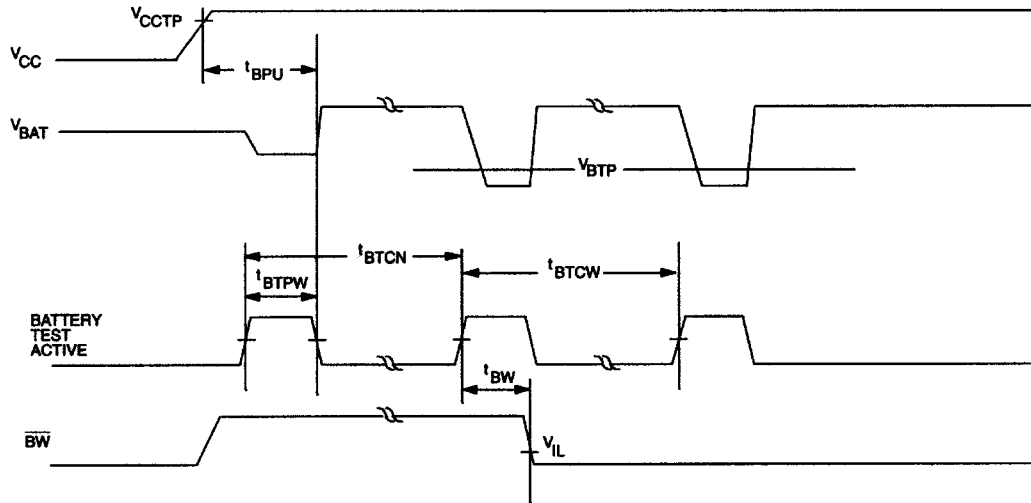 VCCTP
VCC
tBPU
VBAT
VBTP
tBTCN
tBTCW
tBTPW
BATTERY
TEST
ACTIVE
tBW
BW
VIL